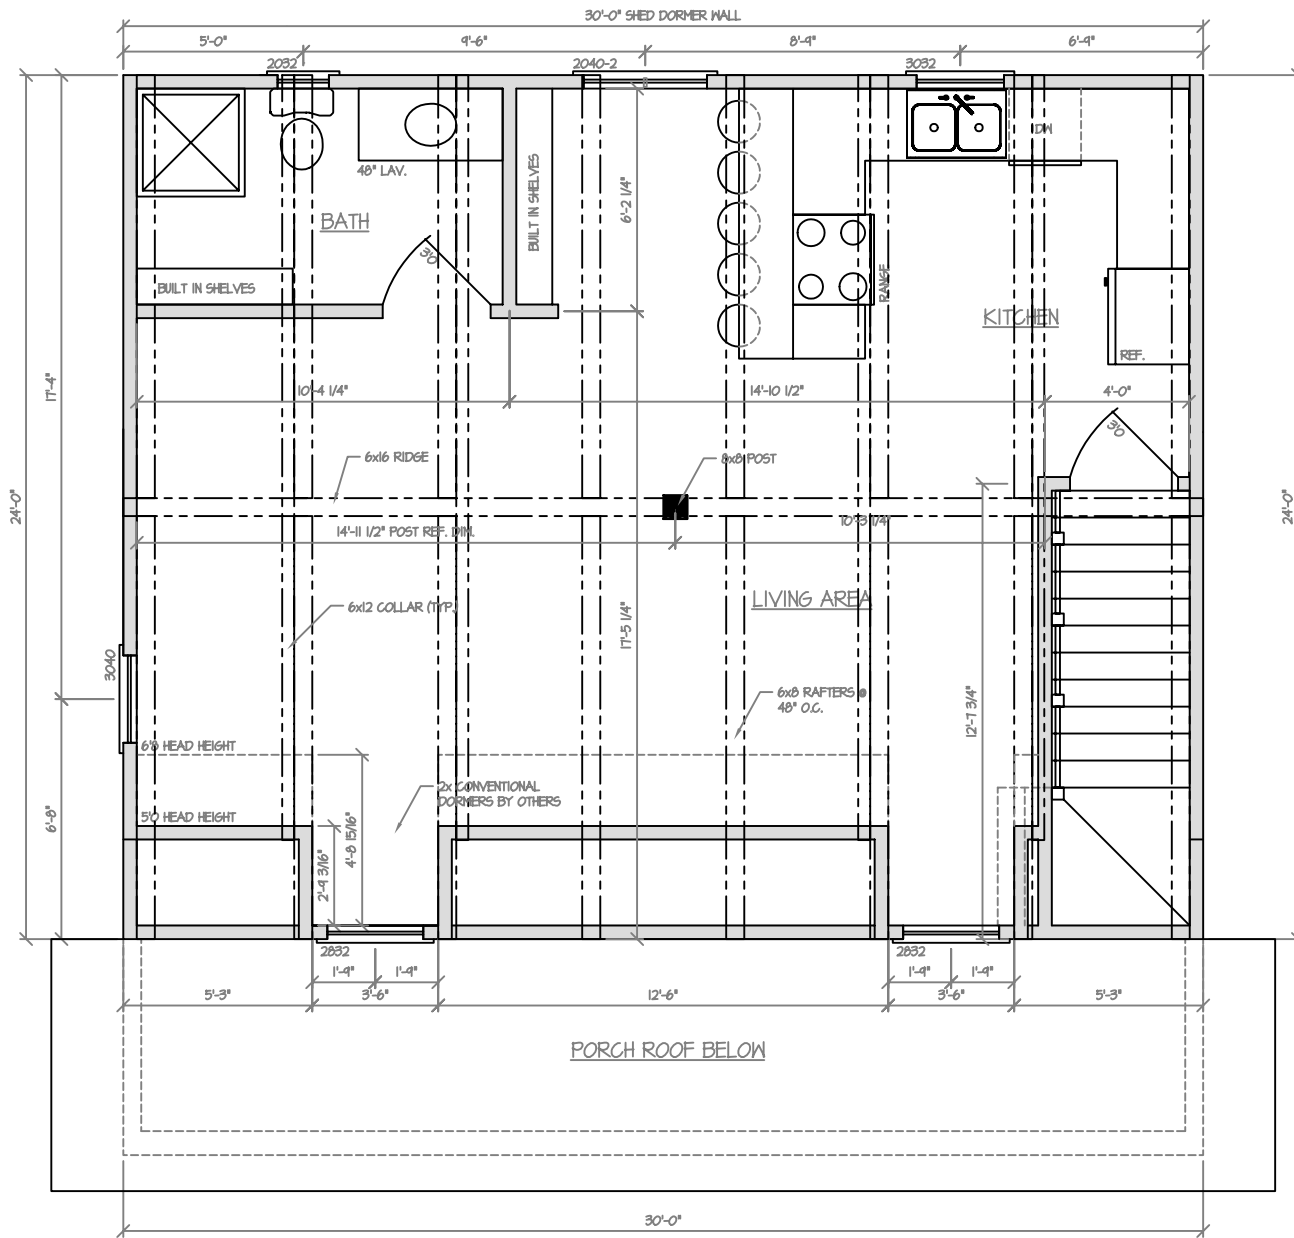 30'-0" SHED DORMER WALL
5'-0"
9'-6"
8'-9"
6'-9"
2032
2040-2
3032
DW
48" LAV.
BUILT IN SHELVES
6'-2 1/4"
BATH
3'0
RANGE
BUILT IN SHELVES
KITCHEN
REF.
17'-4"
10'-4 1/4"
14'-10 1/2"
4'-0"
3'0
6x16 RIDGE
8x8 POST
24'-0"
24'-0"
14'-11 1/2" POST REF. DIM.
10'-3 1/4"
LIVING AREA
6x12 COLLAR (TYP.)
17'-5 1/4"
3040
6x8 RAFTERS @
48" O.C.
12'-7 3/4"
6'8 HEAD HEIGHT
2x CONVENTIONAL
DORMERS BY OTHERS
6'-8"
5'0 HEAD HEIGHT
4'-8 15/16"
2'-9 3/16"
2832
2832
1'-9"
1'-9"
1'-9"
1'-9"
5'-3"
3'-6"
12'-6"
3'-6"
5'-3"
PORCH ROOF BELOW
30'-0"